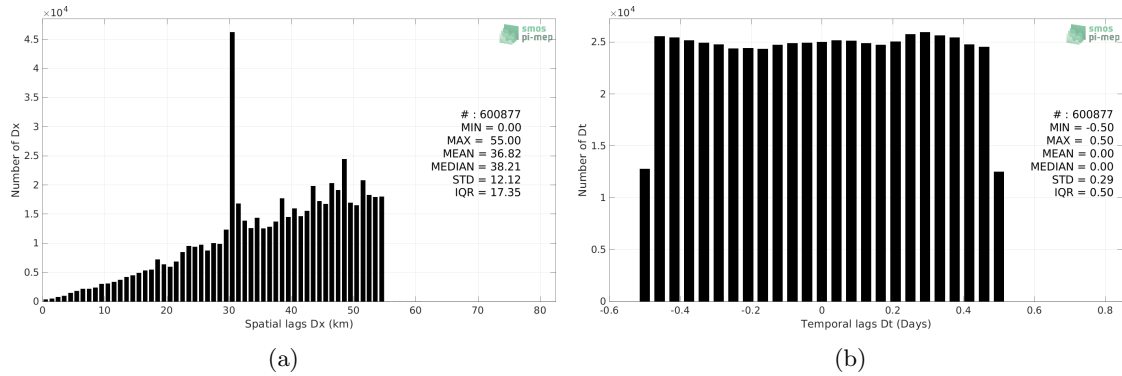 ×10⁴
4.5
4
3.5
3
2.5
2
1.5
1
0.5
0
Number of Dx
0 10 20 30 40 50 60 70 80
Spatial lags Dx (km)
smos
pi-mep
# : 600877
MIN = 0.00
MAX = 55.00
MEAN = 36.82
MEDIAN = 38.21
STD = 12.12
IQR = 17.35
(a)
×10⁴
2.5
2
1.5
1
0.5
0
Number of Dt
-0.6 -0.4 -0.2 0 0.2 0.4 0.6 0.8
Temporal lags Dt (Days)
smos
pi-mep
# : 600877
MIN = -0.50
MAX = 0.50
MEAN = 0.00
MEDIAN = 0.00
STD = 0.29
IQR = 0.50
(b)